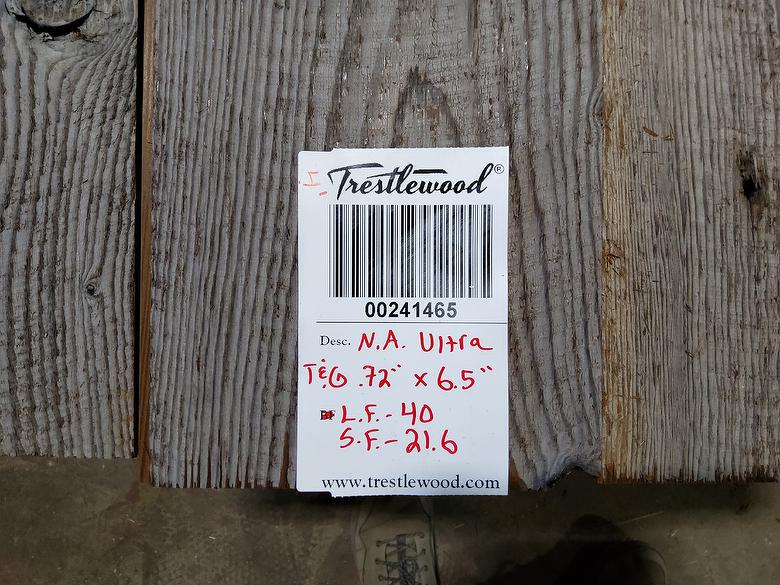 Trestlewood®
00241465
Desc. N.A. Ultra
T&G .72" x 6.5"
L.F. - 40
S.F. - 21.6
www.trestlewood.com